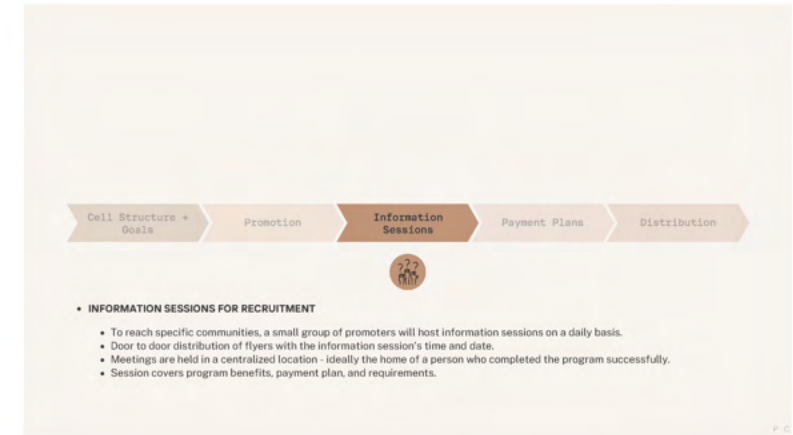 Cell Structure +
Goals
Promotion
Information
Sessions
Payment Plans
Distribution
???
• INFORMATION SESSIONS FOR RECRUITMENT
• To reach specific communities, a small group of promoters will host information sessions on a daily basis.
• Door to door distribution of flyers with the information session's time and date.
• Meetings are held in a centralized location - ideally the home of a person who completed the program successfully.
• Session covers program benefits, payment plan, and requirements.